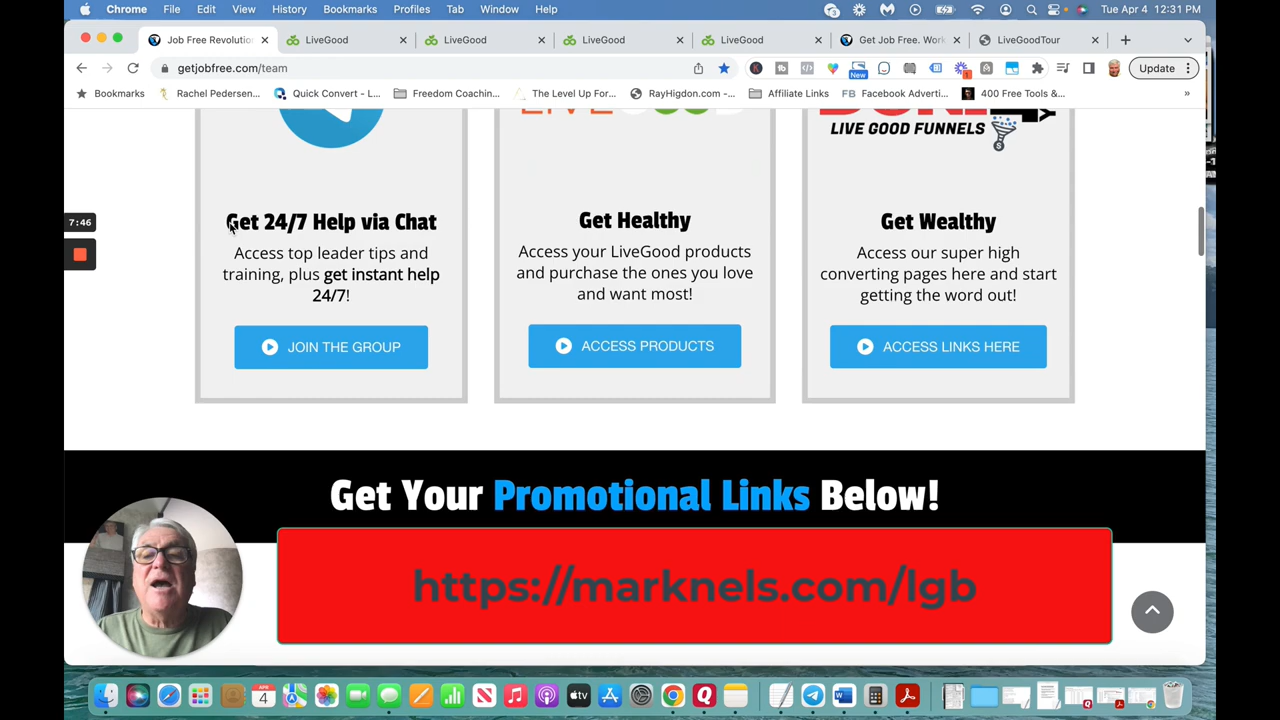 Chrome File Edit View History Bookmarks Profiles Tab Window Help
Tue Apr 4 12:31 PM
Job Free Revolutio
LiveGood
LiveGood
LiveGood
LiveGood
Get Job Free. Work
LiveGoodTour
getjobfree.com/team
New
Update
Bookmarks
Rachel Pedersen...
Quick Convert - L...
Freedom Coaching...
The Level Up For...
RayHigdon.com -...
Affiliate Links
Facebook Adverti...
400 Free Tools &...
LIVE GOOD FUNNELS
7:46
Get 24/7 Help via Chat
Access top leader tips and
training, plus get instant help
24/7!
JOIN THE GROUP
Get Healthy
Access your LiveGood products
and purchase the ones you love
and want most!
ACCESS PRODUCTS
Get Wealthy
Access our super high
converting pages here and start
getting the word out!
ACCESS LINKS HERE
Get Your Promotional Links Below!
https://marknels.com/lgb